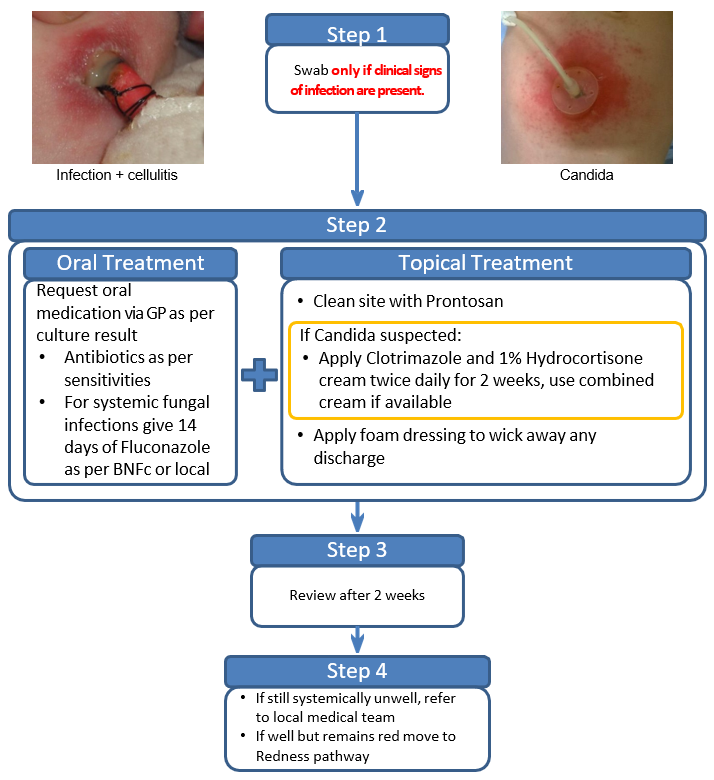 Step 1
Swab only if clinical signs
of infection are present.
Infection + cellulitis
Candida
Step 2
Oral Treatment
Request oral
medication via GP as per
culture result
• Antibiotics as per
sensitivities
• For systemic fungal
infections give 14
days of Fluconazole
as per BNFc or local
Topical Treatment
• Clean site with Prontosan
If Candida suspected:
• Apply Clotrimazole and 1% Hydrocortisone
cream twice daily for 2 weeks, use combined
cream if available
• Apply foam dressing to wick away any
discharge
Step 3
Review after 2 weeks
Step 4
• If still systemically unwell, refer
to local medical team
• If well but remains red move to
Redness pathway